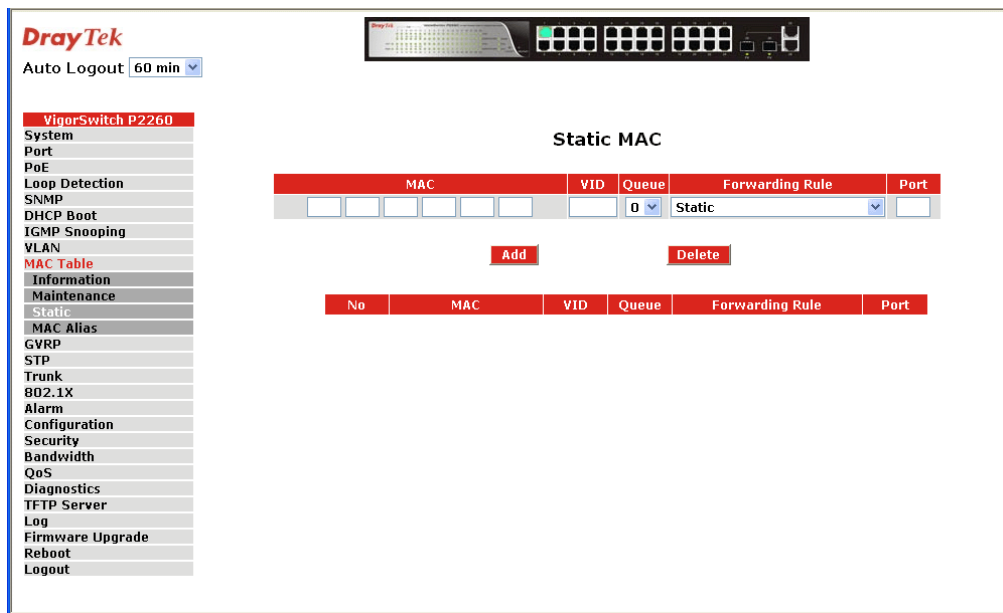 DrayTek
Auto Logout 60 min
VigorSwitch P2260
System
Port
PoE
Loop Detection
SNMP
DHCP Boot
IGMP Snooping
VLAN
MAC Table
Information
Maintenance
Static
MAC Alias
GVRP
STP
Trunk
802.1X
Alarm
Configuration
Security
Bandwidth
QoS
Diagnostics
TFTP Server
Log
Firmware Upgrade
Reboot
Logout
Static MAC
MAC VID Queue Forwarding Rule Port
0 Static
Add Delete
No MAC VID Queue Forwarding Rule Port